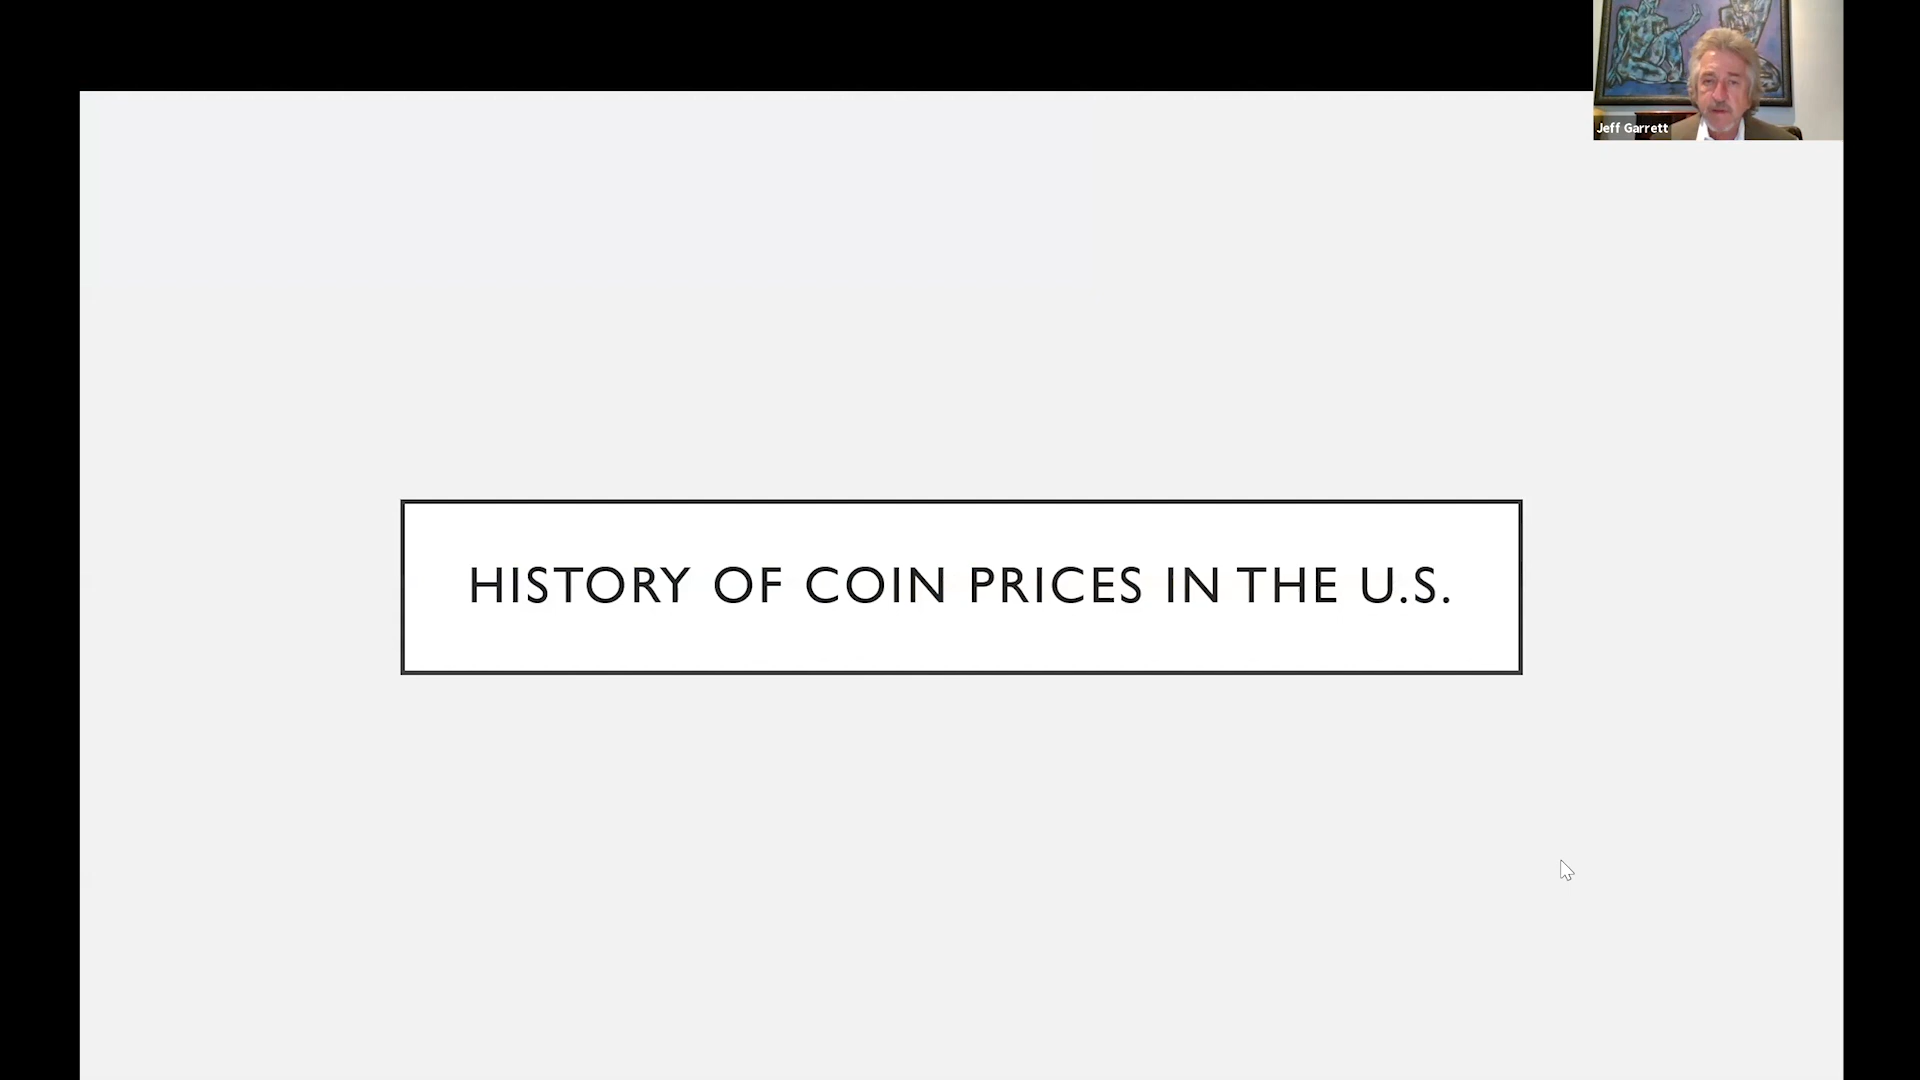 Jeff Garrett
HISTORY OF COIN PRICES IN THE U.S.